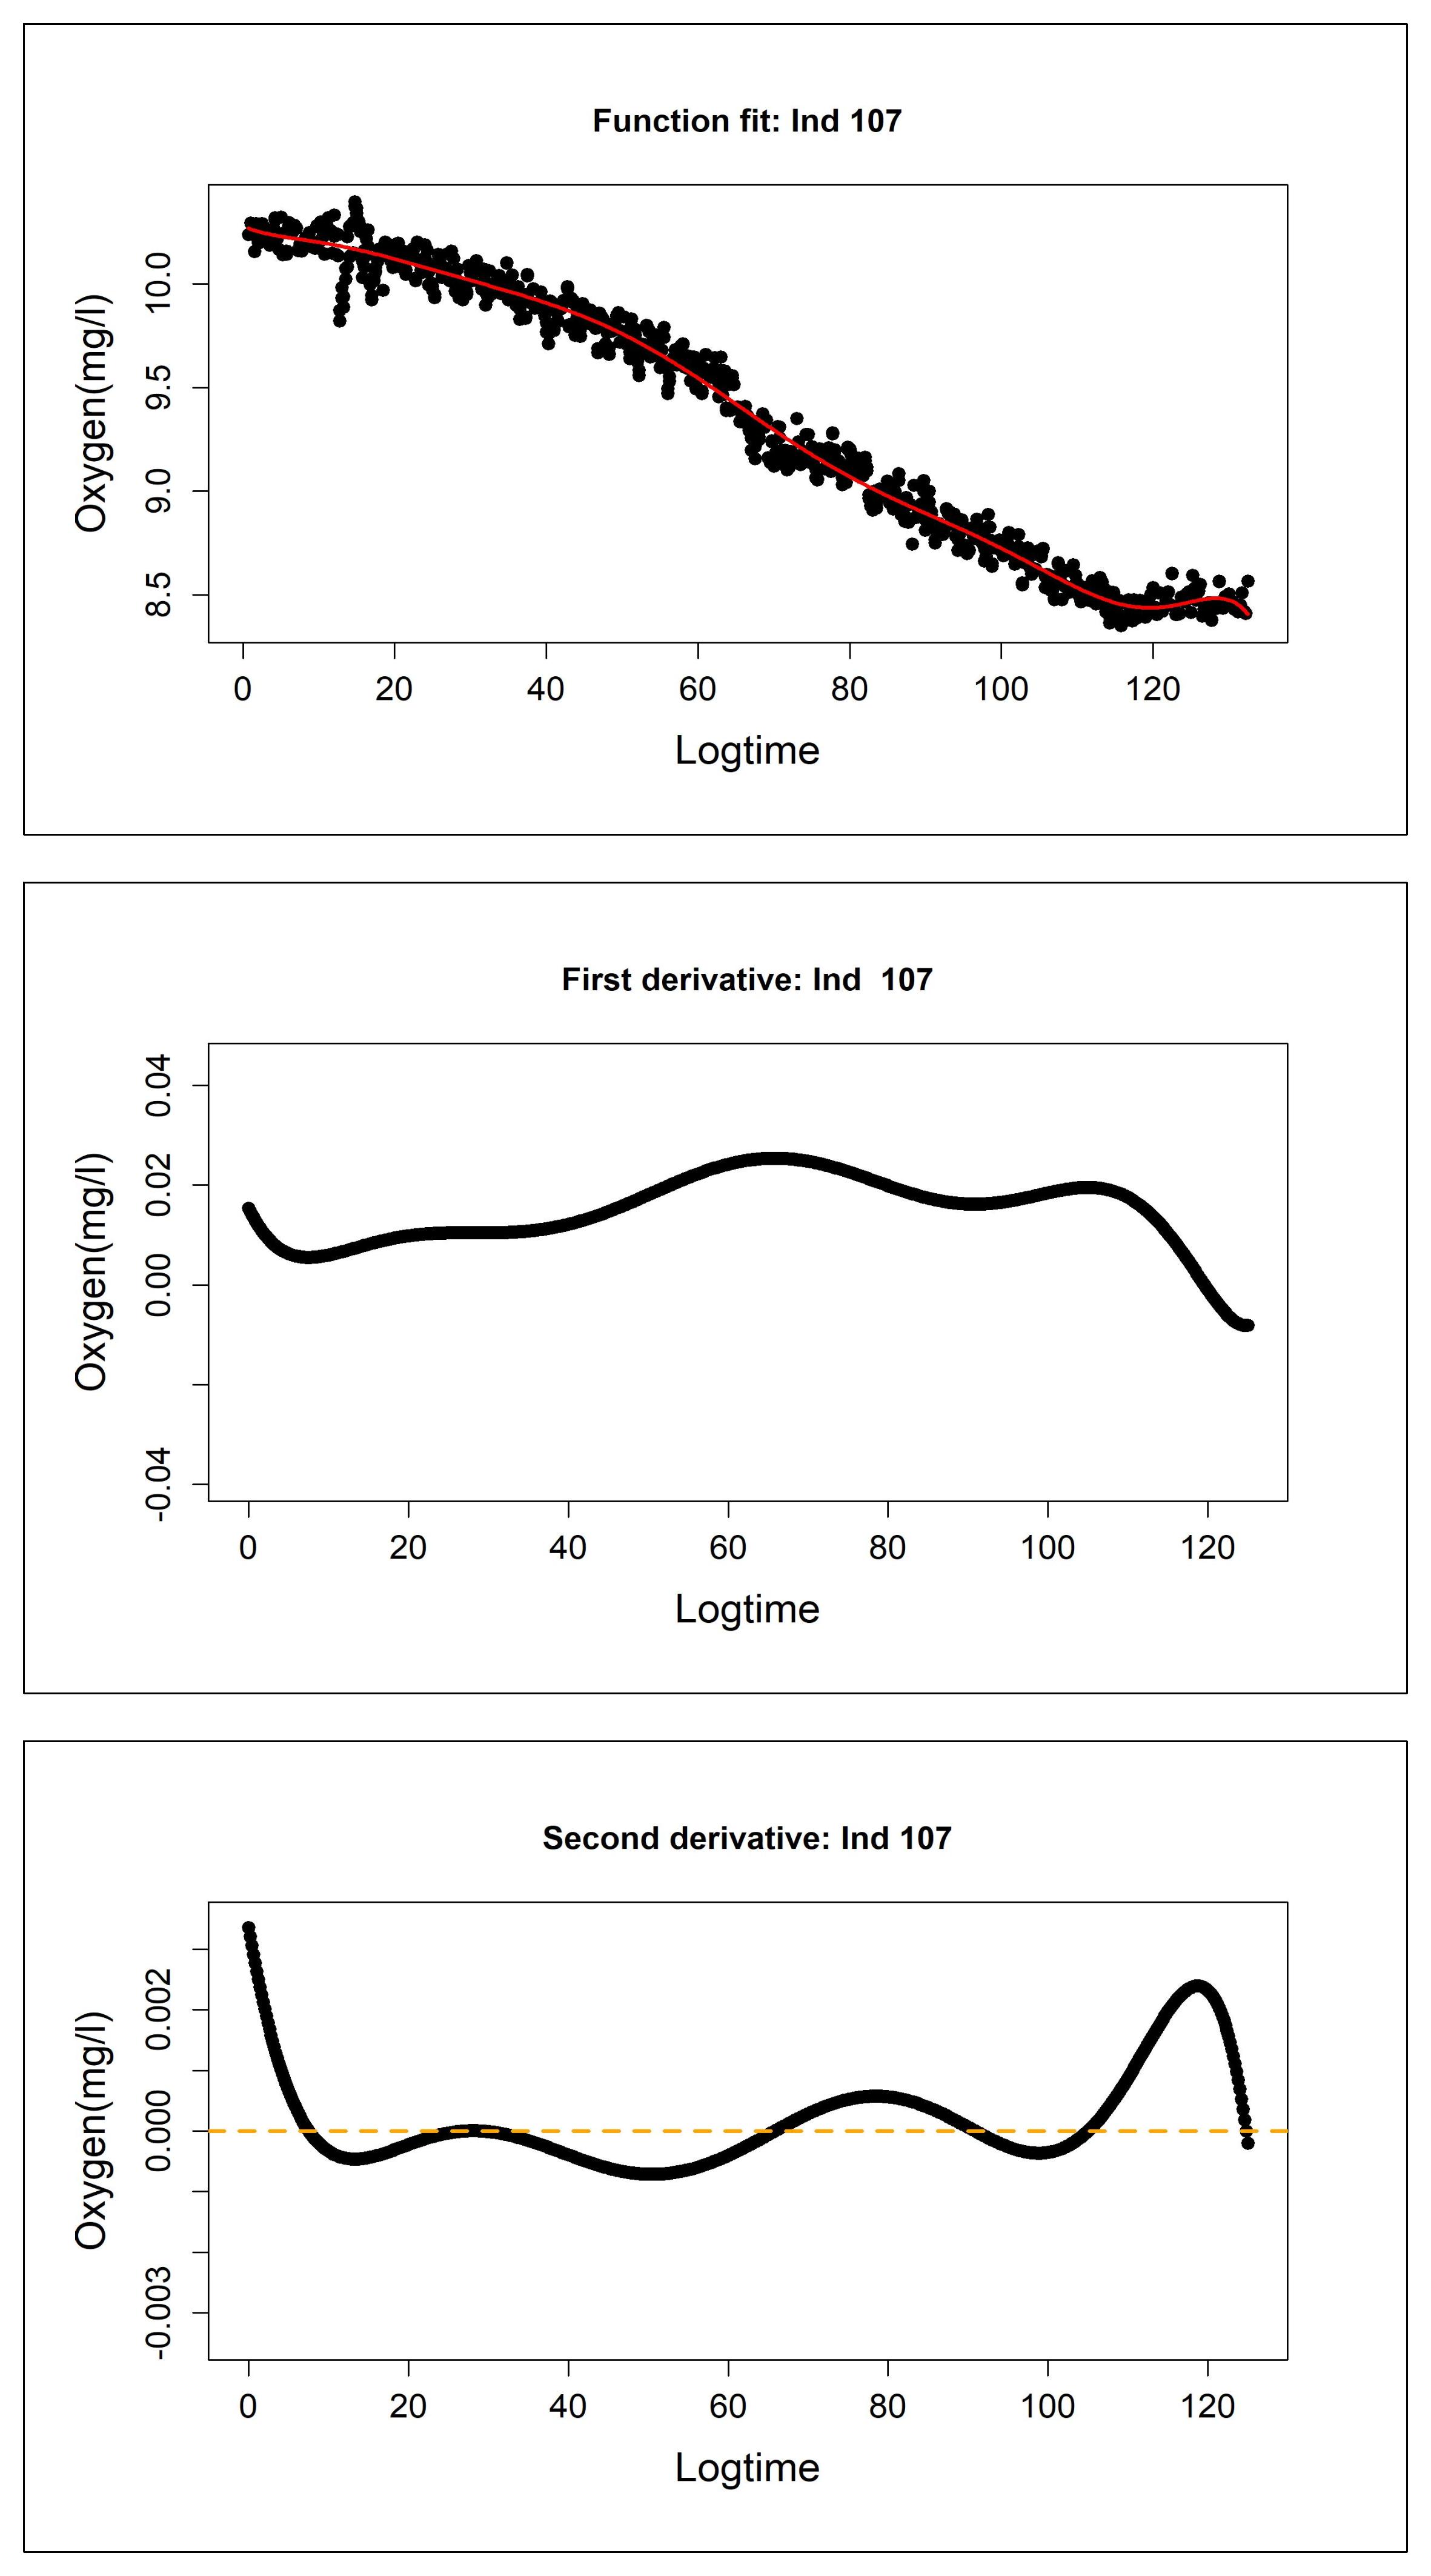 Function fit: Ind 107
Oxygen(mg/l)
10.0
9.5
9.0
8.5
0 20 40 60 80 100 120
Logtime
First derivative: Ind  107
Oxygen(mg/l)
0.04
0.02
0.00
-0.04
0 20 40 60 80 100 120
Logtime
Second derivative: Ind 107
Oxygen(mg/l)
0.002
0.000
-0.003
0 20 40 60 80 100 120
Logtime